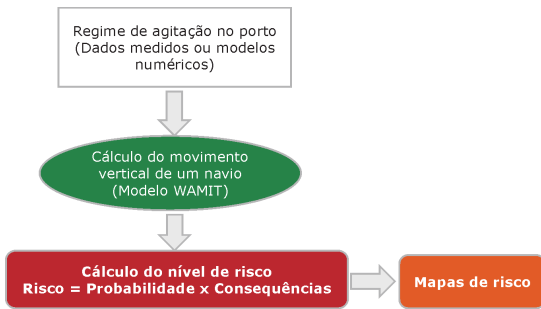 Regime de agitação no porto
(Dados medidos ou modelos
numéricos)
Cálculo do movimento
vertical de um navio
(Modelo WAMIT)
Cálculo do nível de risco
Risco = Probabilidade x Consequências
Mapas de risco